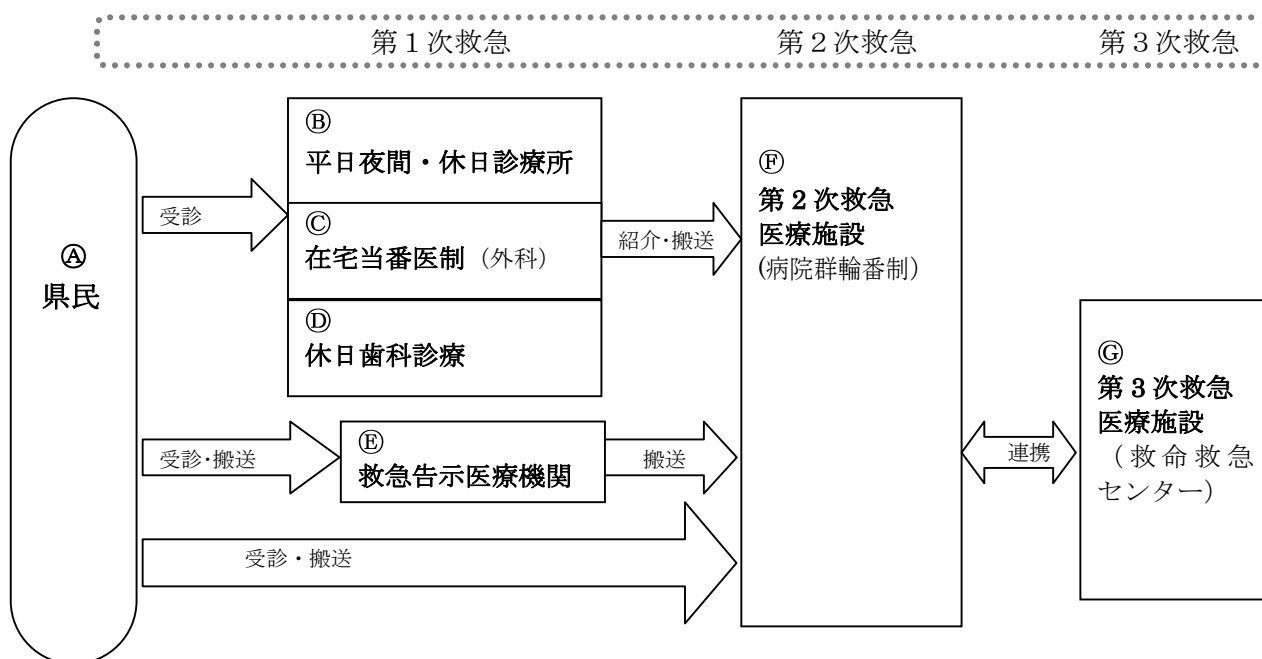 第1次救急
第2次救急
第3次救急
Ⓐ
県民
受診
Ⓑ
平日夜間・休日診療所
Ⓒ
在宅当番医制（外科）
Ⓓ
休日歯科診療
紹介・搬送
受診・搬送
Ⓔ
救急告示医療機関
搬送
受診・搬送
Ⓕ
第2次救急
医療施設
(病院群輪番制)
連携
Ⓖ
第3次救急
医療施設
（救命救急
センター）